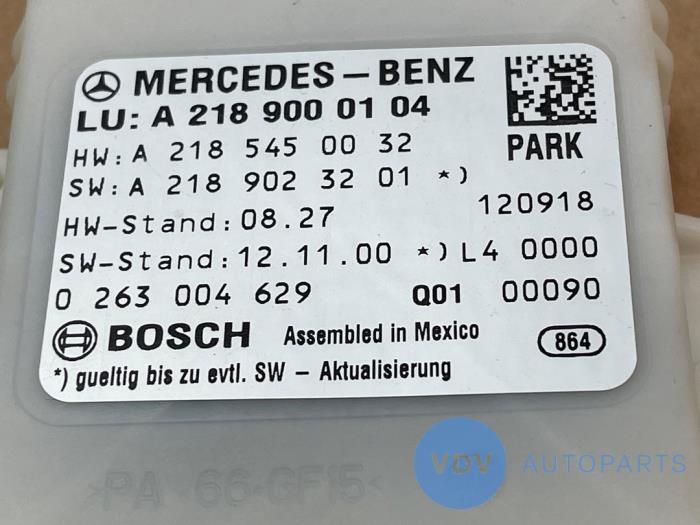 MERCEDES-BENZ
LU: A 218 900 01 04
HW: A 218 545 00 32
PARK
SW: A 218 902 32 01 *)
120918
HW-Stand: 08.27
SW-Stand: 12.11.00 *) L4 0000
0 263 004 629 Q01 00090
BOSCH Assembled in Mexico 864
*) gueltig bis zu evtl. SW - Aktualisierung
>PA-66-GF15<
VDV AUTOPARTS